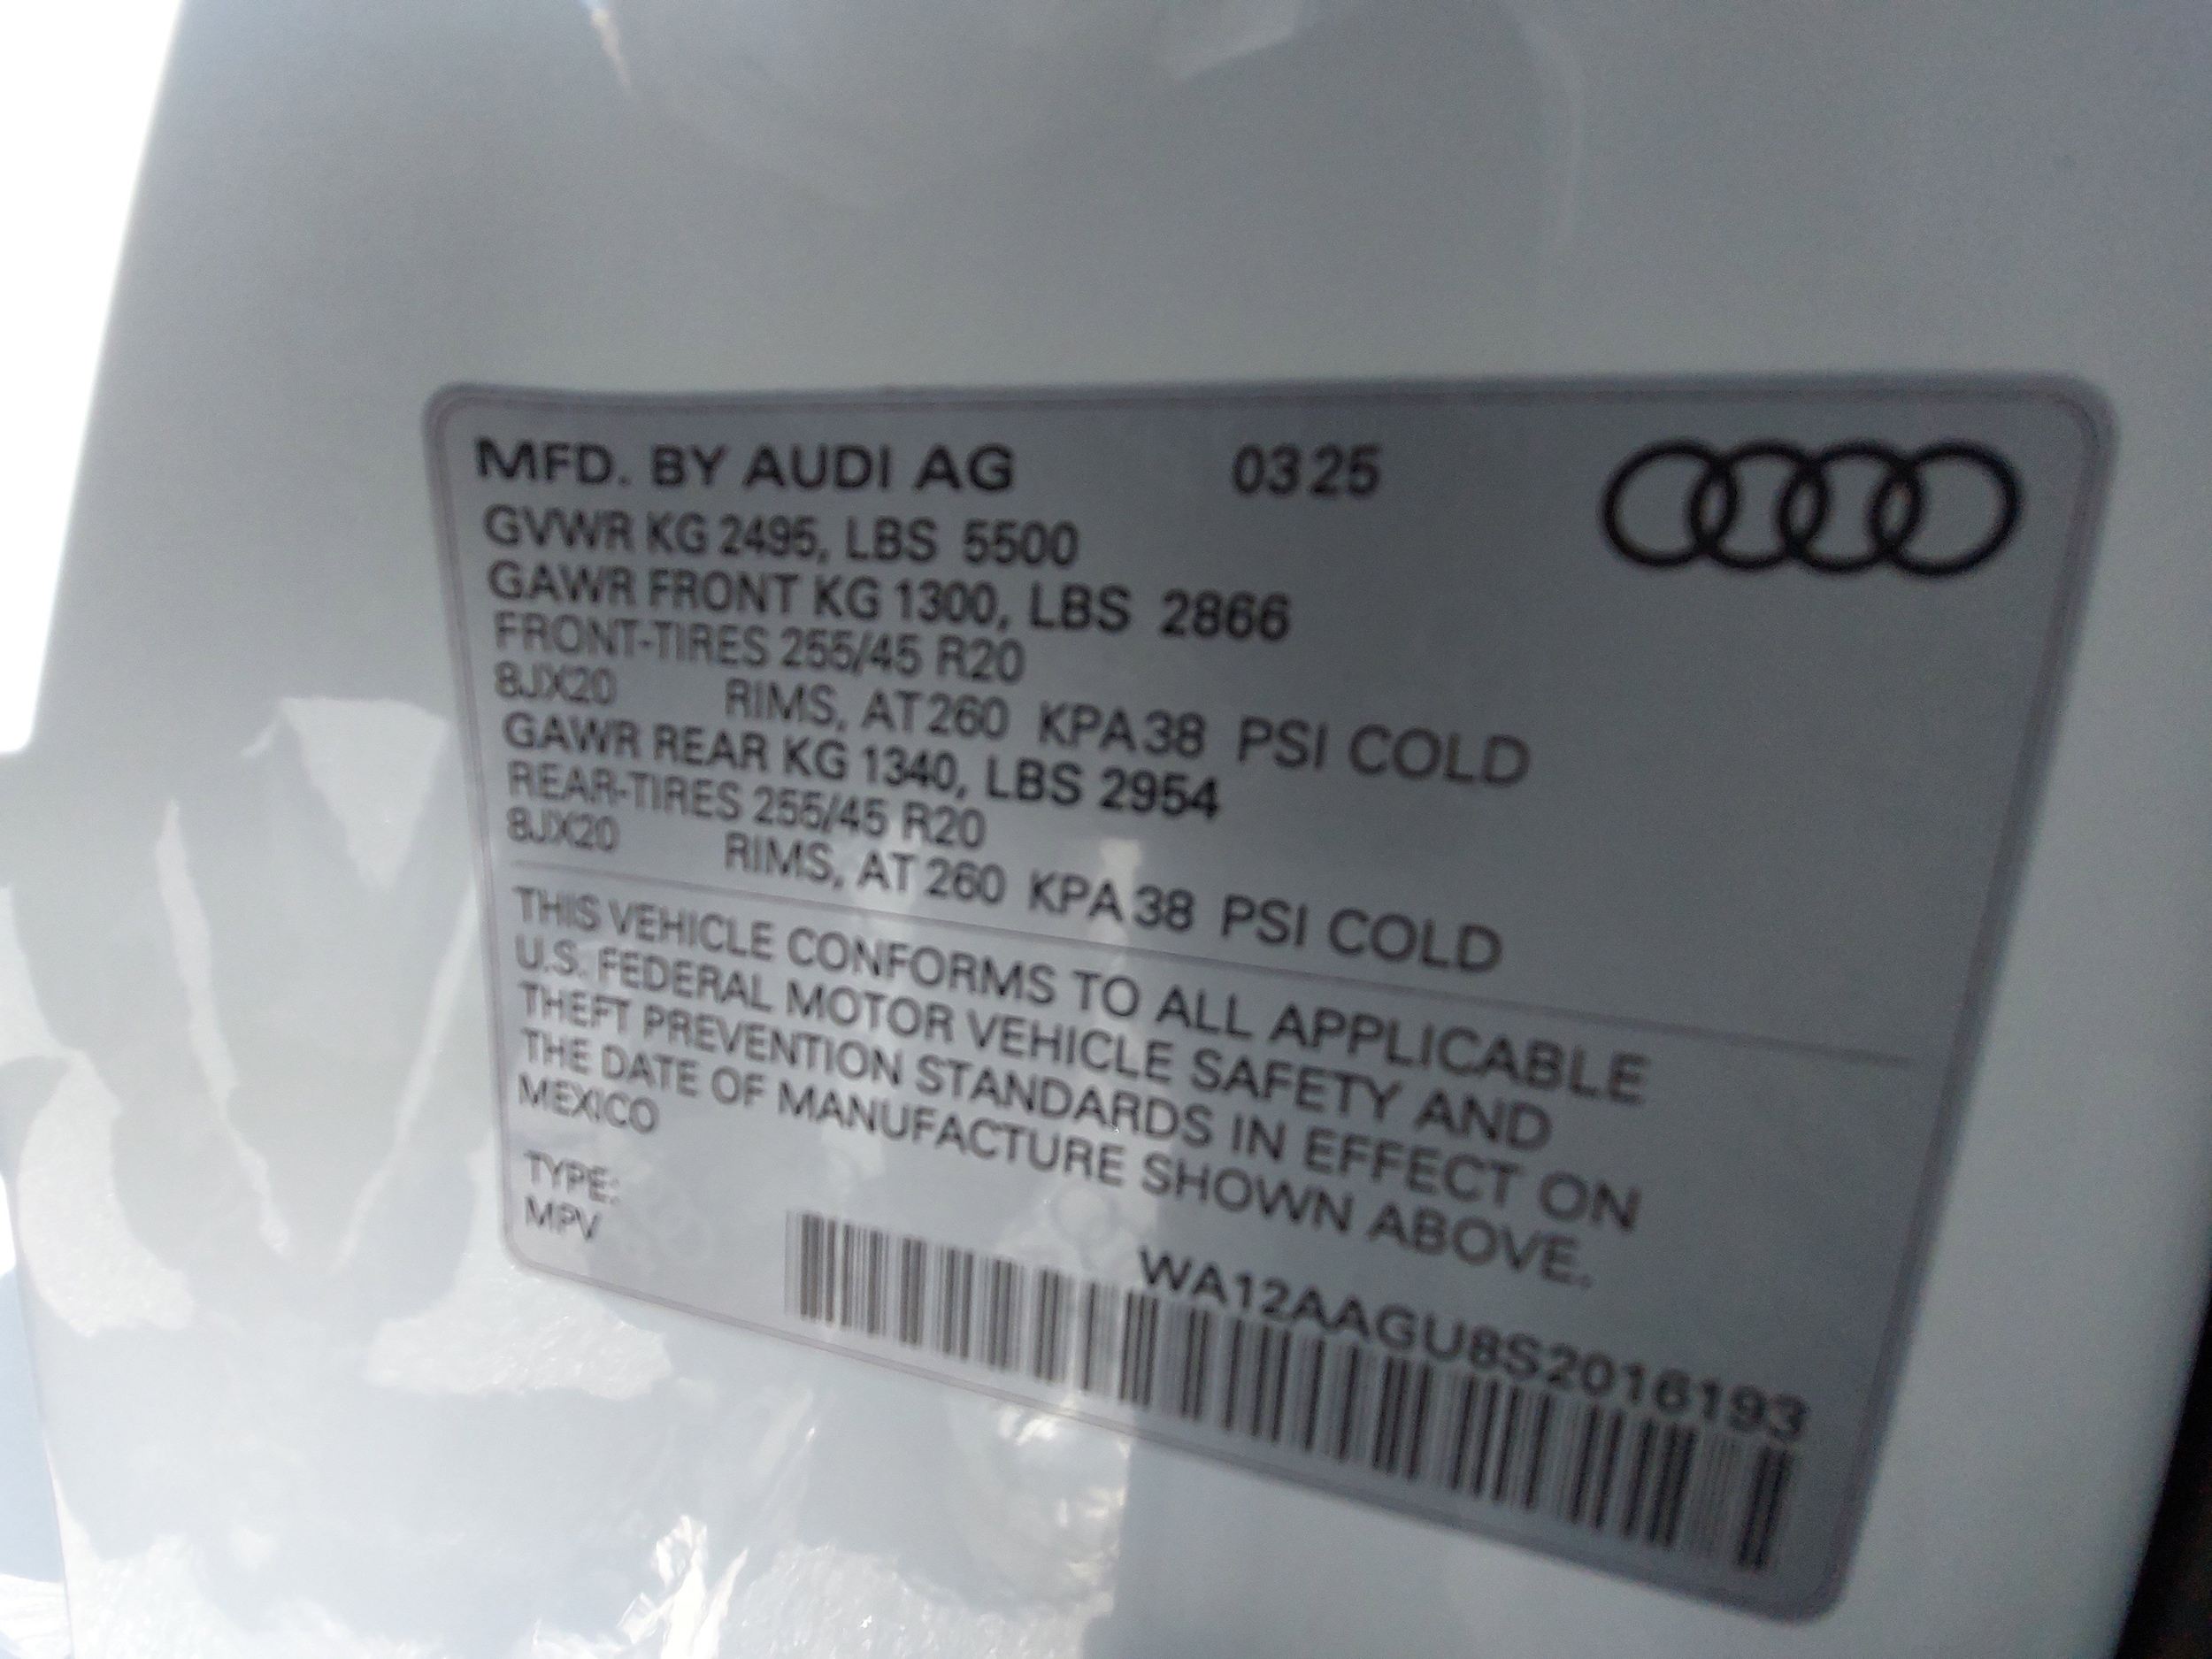 MFD. BY AUDI AG 03 25
GVWR KG 2495, LBS 5500
GAWR FRONT KG 1300, LBS 2866
FRONT-TIRES 255/45 R20
8JX20 RIMS, AT 260 KPA 38 PSI COLD
GAWR REAR KG 1340, LBS 2954
REAR-TIRES 255/45 R20
8JX20 RIMS, AT 260 KPA 38 PSI COLD
THIS VEHICLE CONFORMS TO ALL APPLICABLE
U.S. FEDERAL MOTOR VEHICLE SAFETY AND
THEFT PREVENTION STANDARDS IN EFFECT ON
THE DATE OF MANUFACTURE SHOWN ABOVE.
MEXICO
TYPE:
MPV
WA12AAGU8S2016193